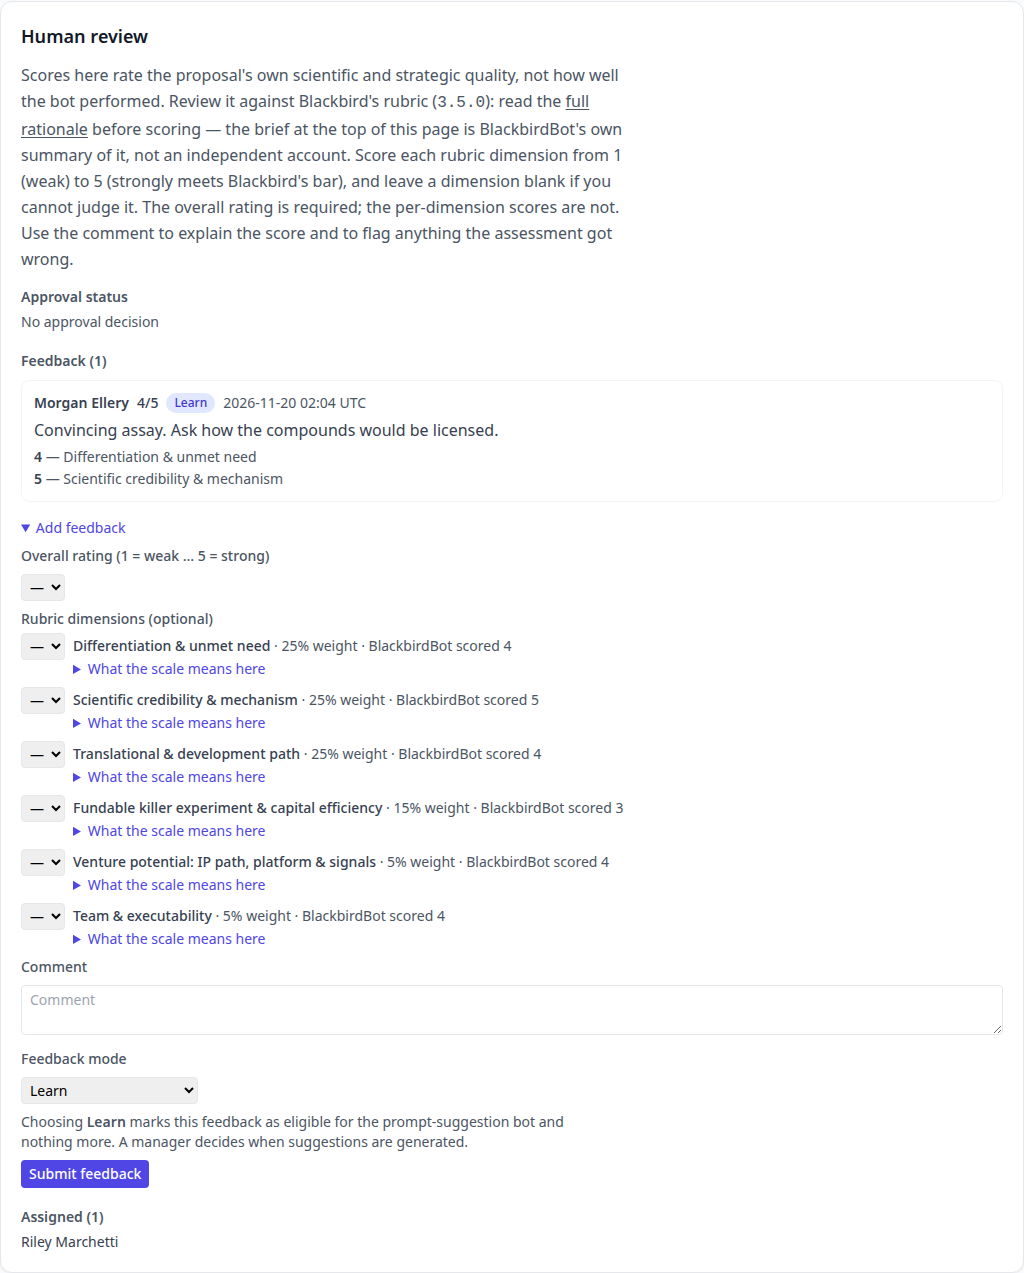 Human review
Scores here rate the proposal's own scientific and strategic quality, not how well
the bot performed. Review it against Blackbird's rubric (3.5.0): read the full
rationale before scoring — the brief at the top of this page is BlackbirdBot's own
summary of it, not an independent account. Score each rubric dimension from 1
(weak) to 5 (strongly meets Blackbird's bar), and leave a dimension blank if you
cannot judge it. The overall rating is required; the per-dimension scores are not.
Use the comment to explain the score and to flag anything the assessment got
wrong.
Approval status
No approval decision
Feedback (1)
Morgan Ellery 4/5 Learn 2026-11-20 02:04 UTC
Convincing assay. Ask how the compounds would be licensed.
4 — Differentiation & unmet need
5 — Scientific credibility & mechanism
▼ Add feedback
Overall rating (1 = weak ... 5 = strong)
—
Rubric dimensions (optional)
— Differentiation & unmet need · 25% weight · BlackbirdBot scored 4
▶ What the scale means here
— Scientific credibility & mechanism · 25% weight · BlackbirdBot scored 5
▶ What the scale means here
— Translational & development path · 25% weight · BlackbirdBot scored 4
▶ What the scale means here
— Fundable killer experiment & capital efficiency · 15% weight · BlackbirdBot scored 3
▶ What the scale means here
— Venture potential: IP path, platform & signals · 5% weight · BlackbirdBot scored 4
▶ What the scale means here
— Team & executability · 5% weight · BlackbirdBot scored 4
▶ What the scale means here
Comment
Comment
Feedback mode
Learn
Choosing Learn marks this feedback as eligible for the prompt-suggestion bot and
nothing more. A manager decides when suggestions are generated.
Submit feedback
Assigned (1)
Riley Marchetti